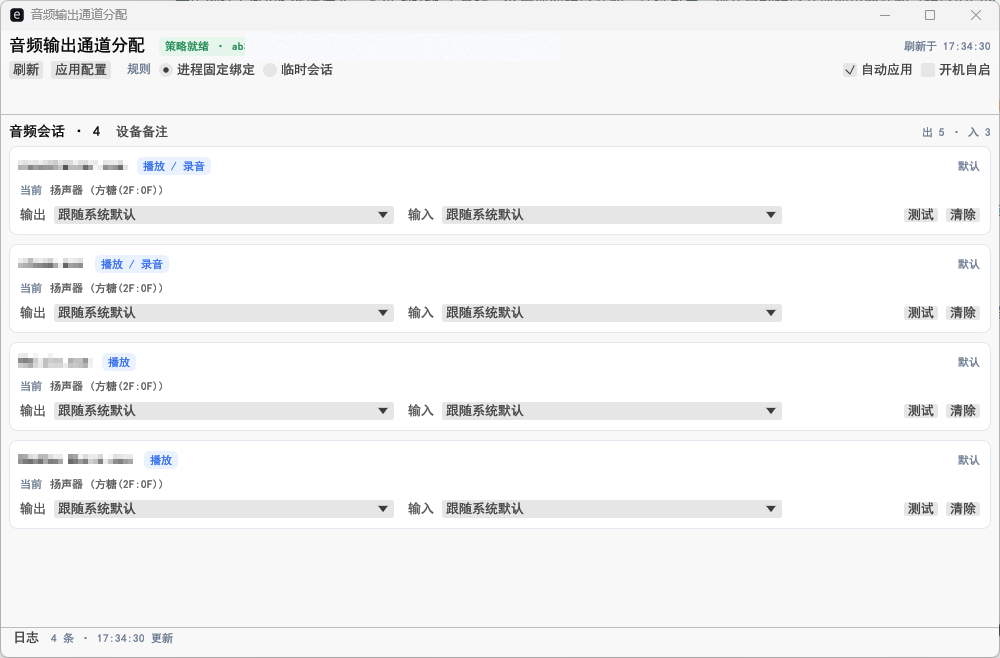 音频输出通道分配
音频输出通道分配 策略就绪 · ab 刷新于 17:34:30
刷新 应用配置 规则 进程固定绑定 临时会话 自动应用 开机自启
音频会话 · 4 设备备注 出 5 · 入 3
播放 / 录音 默认
当前 扬声器 (方糖(2F:0F))
输出 跟随系统默认 输入 跟随系统默认 测试 清除
播放 / 录音 默认
当前 扬声器 (方糖(2F:0F))
输出 跟随系统默认 输入 跟随系统默认 测试 清除
播放 默认
当前 扬声器 (方糖(2F:0F))
输出 跟随系统默认 输入 跟随系统默认 测试 清除
播放 默认
当前 扬声器 (方糖(2F:0F))
输出 跟随系统默认 输入 跟随系统默认 测试 清除
日志 4 条 · 17:34:30 更新